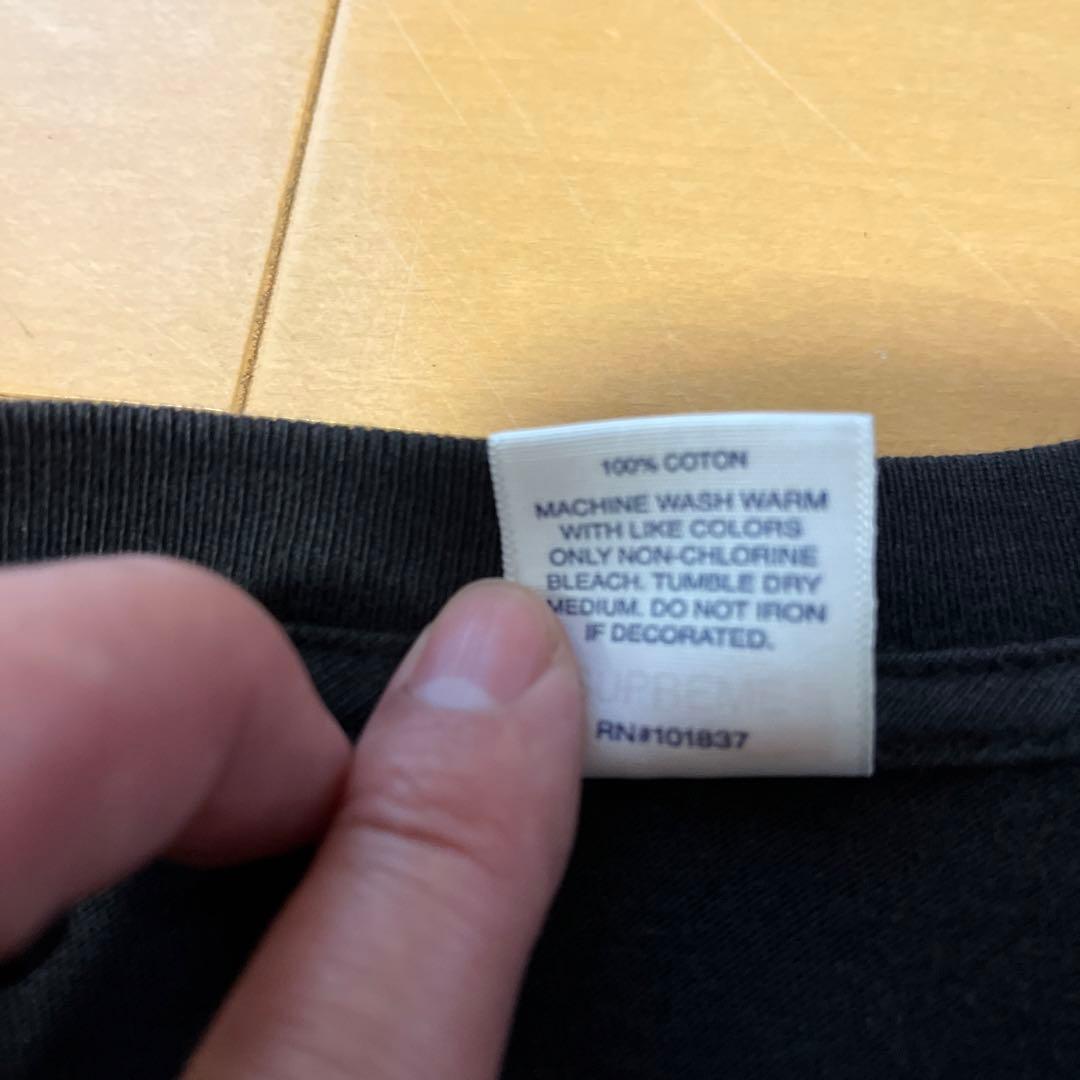 100% COTON
MACHINE WASH WARM
WITH LIKE COLORS
ONLY NON-CHLORINE
BLEACH. TUMBLE DRY
MEDIUM. DO NOT IRON
IF DECORATED.
RN#101837